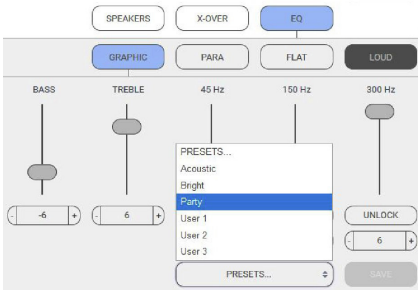 SPEAKERS X-OVER EQ
GRAPHIC PARA FLAT LOUD
BASS TREBLE 45 Hz 150 Hz 300 Hz
PRESETS...
Acoustic
Bright
Party
User 1
User 2
User 3
- -6 + - 6 + UNLOCK
- 6 +
PRESETS... SAVE